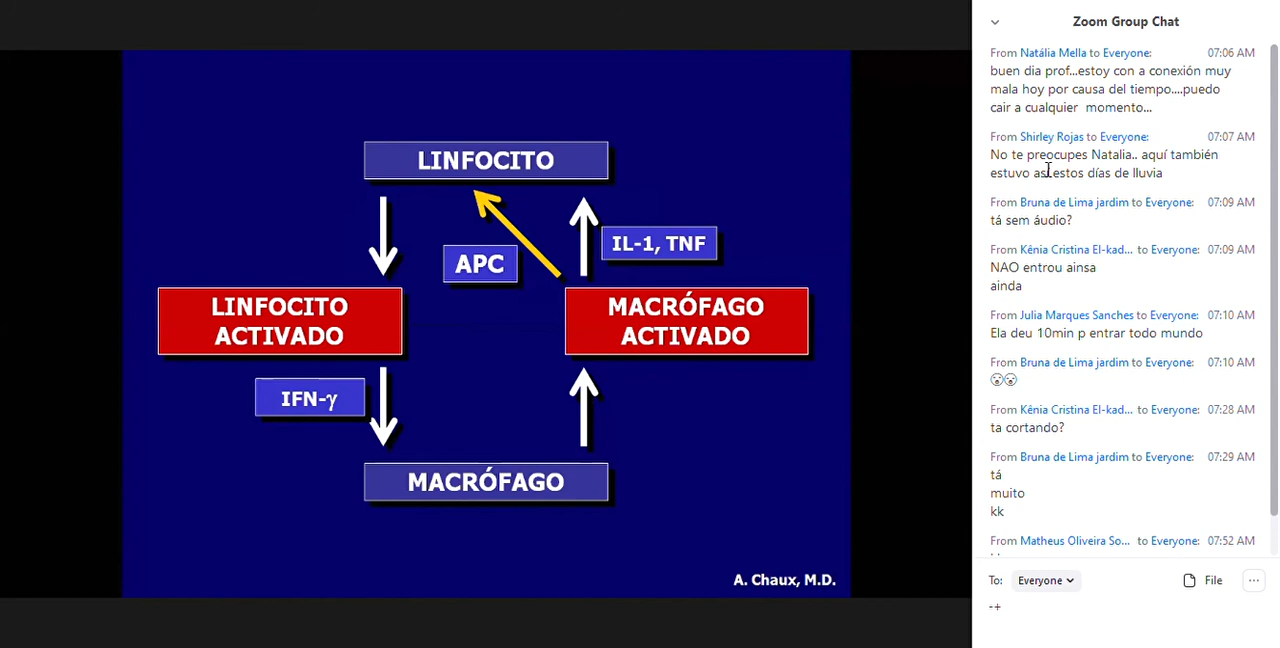 LINFOCITO
APC
IL-1, TNF
LINFOCITO
ACTIVADO
MACRÓFAGO
ACTIVADO
IFN-γ
MACRÓFAGO
A. Chaux, M.D.
Zoom Group Chat
From Natália Mella to Everyone: 07:06 AM
buen dia prof...estoy con a conexión muy
mala hoy por causa del tiempo....puedo
cair a cualquier momento...
From Shirley Rojas to Everyone: 07:07 AM
No te preocupes Natalia.. aquí también
estuvo así estos días de lluvia
From Bruna de Lima jardim to Everyone: 07:09 AM
tá sem áudio?
From Kênia Cristina El-kad... to Everyone: 07:09 AM
NAO entrou ainsa
ainda
From Julia Marques Sanches to Everyone: 07:10 AM
Ela deu 10min p entrar todo mundo
From Bruna de Lima jardim to Everyone: 07:10 AM
From Kênia Cristina El-kad... to Everyone: 07:28 AM
ta cortando?
From Bruna de Lima jardim to Everyone: 07:29 AM
tá
muito
kk
From Matheus Oliveira So... to Everyone: 07:52 AM
To: Everyone File ...
-+